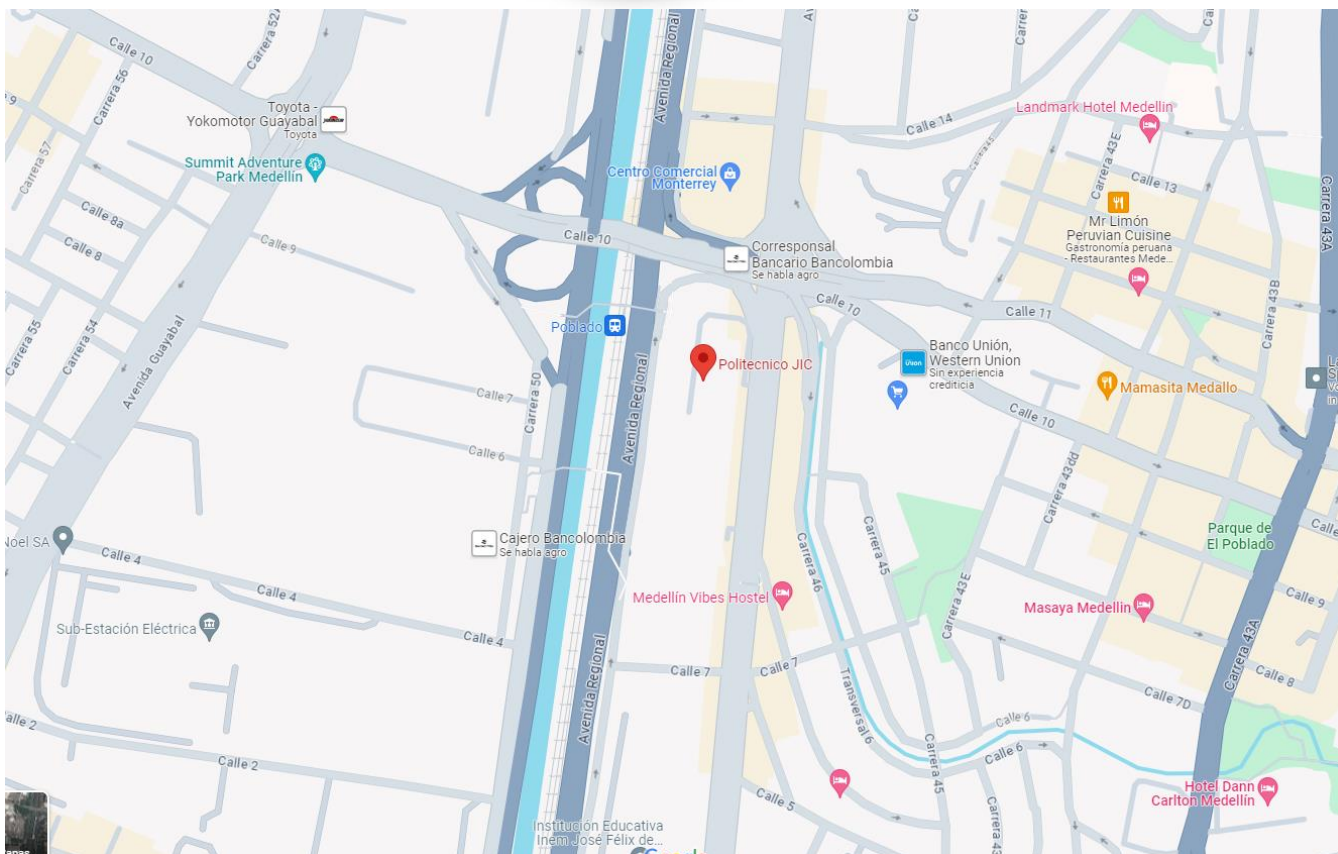 Calle 10
Carrera 52A
Carrera 56
Carrera 57
Toyota -
Yokomotor Guayabal
Toyota
Summit Adventure
Park Medellín
Calle 8a
Calle 8
Calle 9
Carrera 55
Carrera 54
Avenida Guayabal
Avenida Regional
Centro Comercial
Monterrey
Calle 10
Corresponsal
Bancario Bancolombia
Se habla agro
Calle 14
Landmark Hotel Medellin
Carrera 43E
Calle 13
Carrera 43A
Mr Limón
Peruvian Cuisine
Gastronomía peruana
- Restaurantes Mede...
Carrera 43B
Calle 11
Calle 10
Poblado
Politecnico JIC
Banco Unión,
Western Union
Sin experiencia
crediticia
Mamasita Medallo
Calle 10
Calle 7
Carrera 50
Avenida Regional
Calle 6
Carrera 43dd
Noel SA
Calle 4
Cajero Bancolombia
Se habla agro
Carrera 46
Carrera 45
Carrera 43E
Parque de
El Poblado
Calle 4
Medellín Vibes Hostel
Masaya Medellin
Calle 9
Sub-Estación Eléctrica
Calle 4
Calle 7
Calle 7
Carrera 43A
Calle 8
Avenida Regional
Transversal 6
Calle 7D
Calle 6
Calle 6
Calle 2
Carrera 45
Calle 5
Hotel Dann
Carlton Medellín
Institución Educativa
Inem José Félix de...